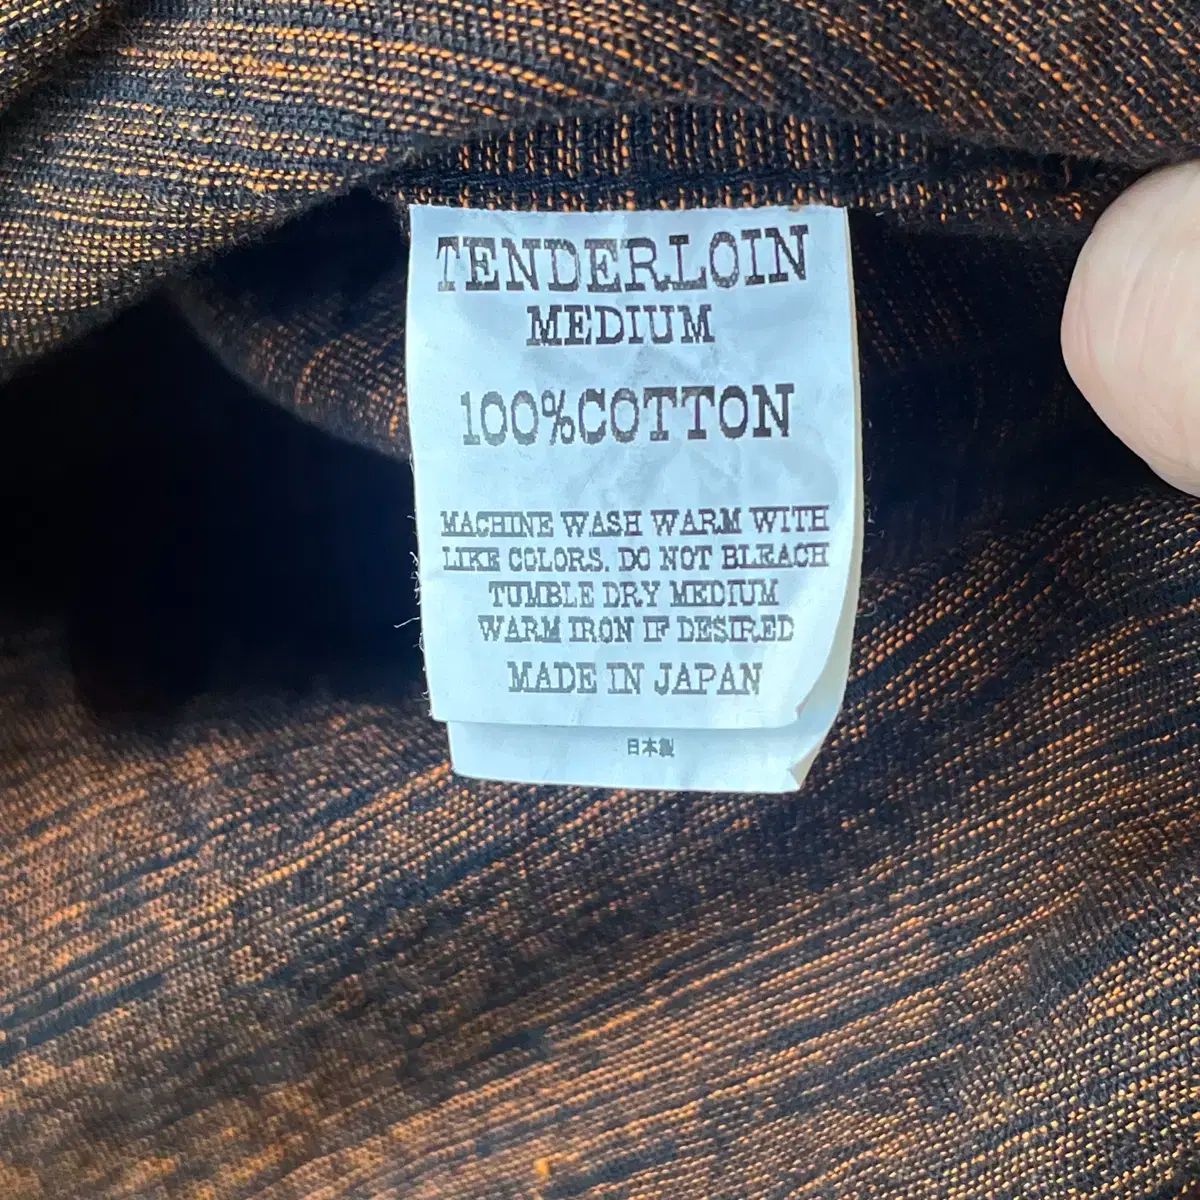 TENDERLOIN
MEDIUM
100%COTTON
MACHINE WASH WARM WITH
LIKE COLORS. DO NOT BLEACH
TUMBLE DRY MEDIUM
WARM IRON IF DESIRED
MADE IN JAPAN
日本製